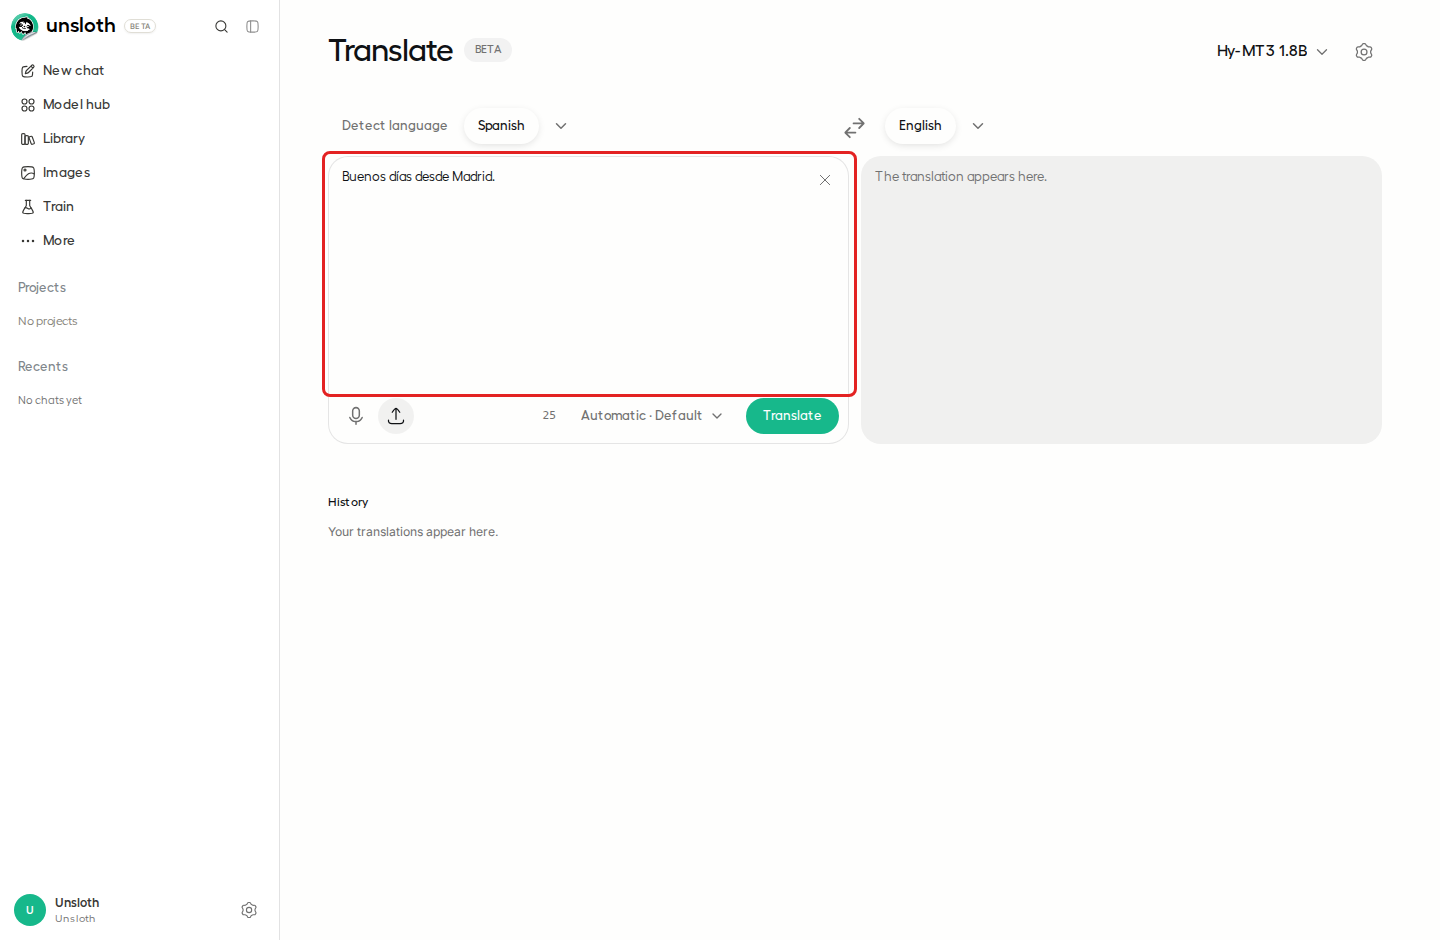 unsloth BETA
New chat
Model hub
Library
Images
Train
More
Projects
No projects
Recents
No chats yet
U
Unsloth
Unsloth
Translate BETA
Hy-MT3 1.8B
Detect language Spanish
English
Buenos días desde Madrid.
The translation appears here.
25 Automatic · Default Translate
History
Your translations appear here.